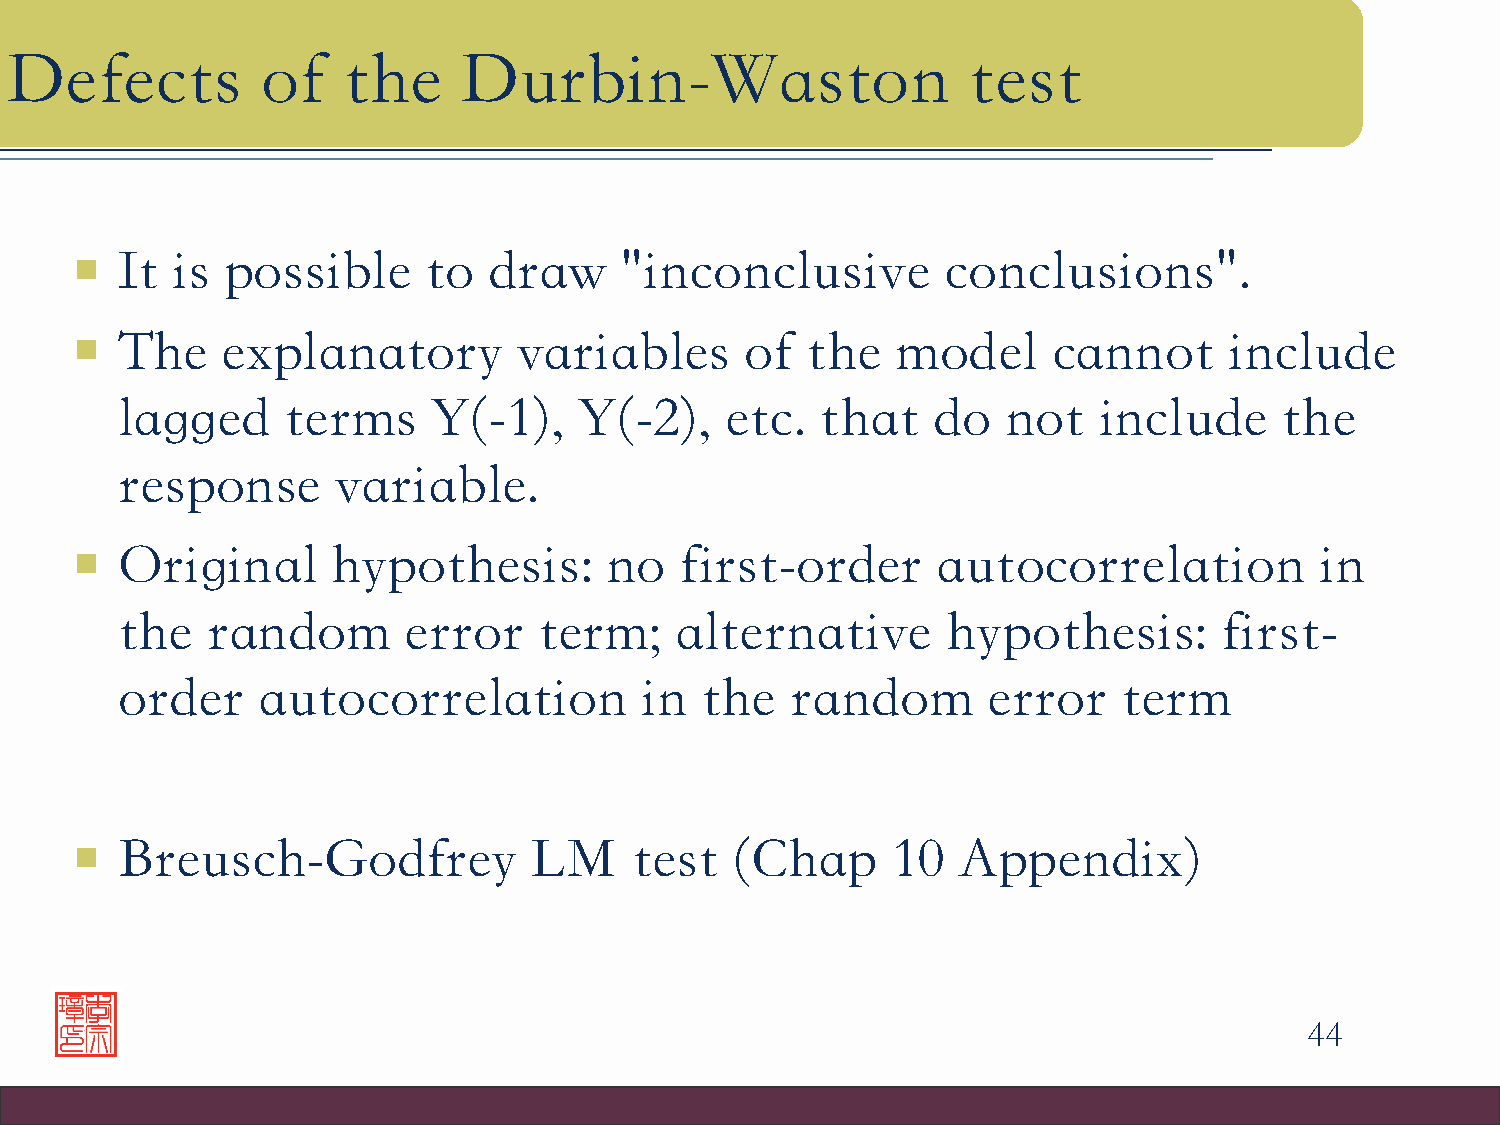 Defects of the Durbin-Waston test
It is possible to draw "inconclusive conclusions".
The explanatory variables of the model cannot include
lagged terms Y(-1), Y(-2), etc. that do not include the
response variable.
Original hypothesis: no first-order autocorrelation in
the random error term; alternative hypothesis: first-
order autocorrelation in the random error term
Breusch-Godfrey LM test (Chap 10 Appendix)
44